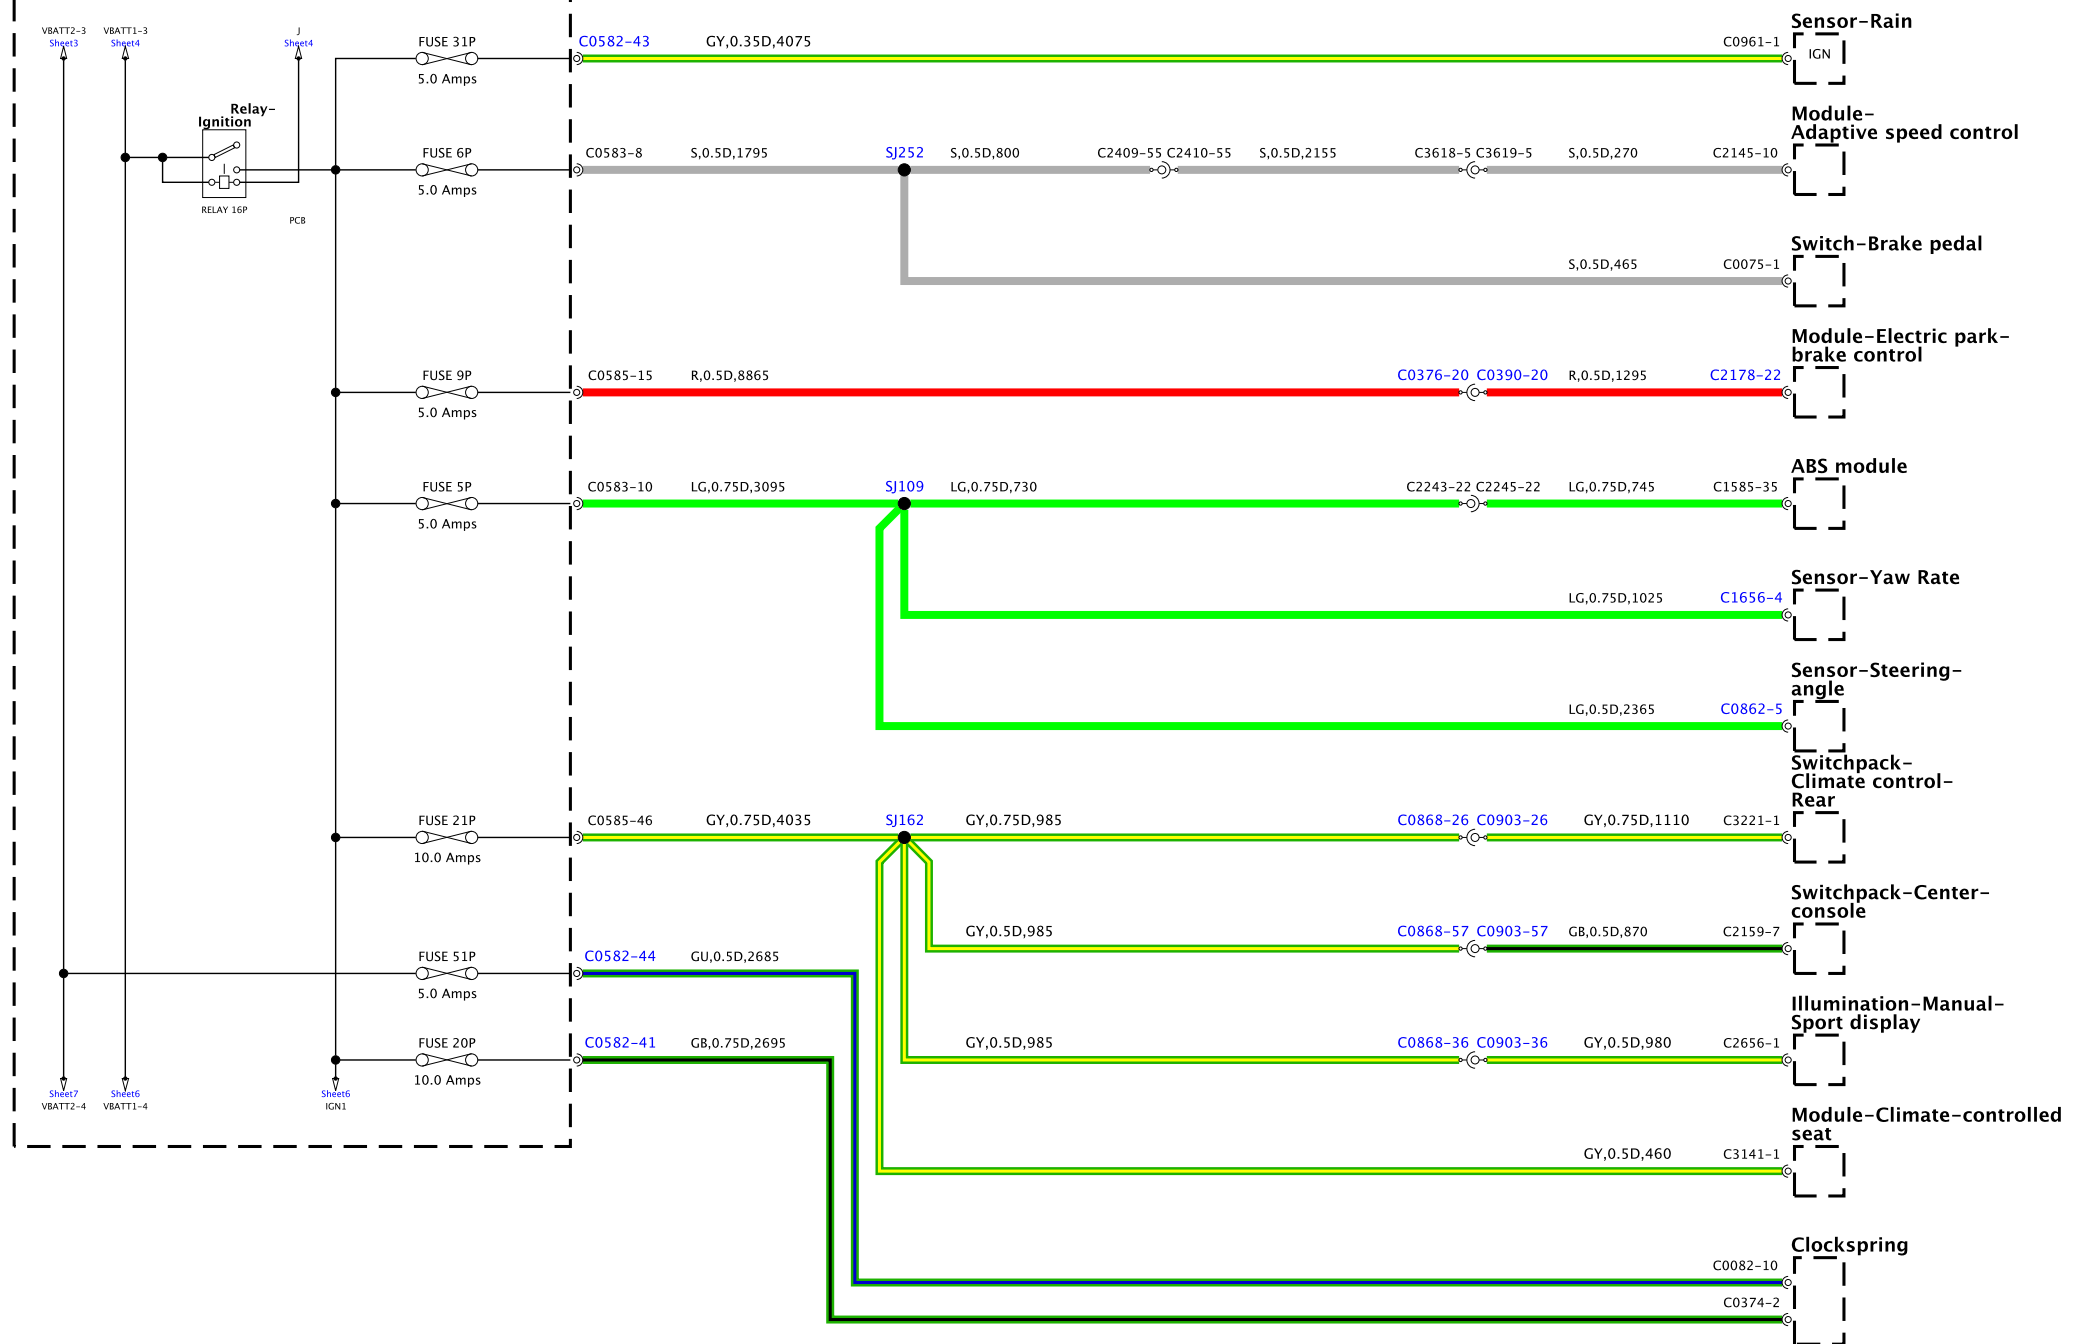 VBATT2-3
Sheet3
VBATT1-3
Sheet4
J
Sheet4
Relay-
Ignition
RELAY 16P
PCB
FUSE 31P
5.0 Amps
C0582-43
GY,0.35D,4075
C0961-1
Sensor-Rain
IGN
FUSE 6P
5.0 Amps
C0583-8
S,0.5D,1795
SJ252
S,0.5D,800
C2409-55
C2410-55
S,0.5D,2155
C3618-5
C3619-5
S,0.5D,270
C2145-10
Module-
Adaptive speed control
S,0.5D,465
C0075-1
Switch-Brake pedal
FUSE 9P
5.0 Amps
C0585-15
R,0.5D,8865
C0376-20
C0390-20
R,0.5D,1295
C2178-22
Module-Electric park-
brake control
FUSE 5P
5.0 Amps
C0583-10
LG,0.75D,3095
SJ109
LG,0.75D,730
C2243-22
C2245-22
LG,0.75D,745
C1585-35
ABS module
LG,0.75D,1025
C1656-4
Sensor-Yaw Rate
LG,0.5D,2365
C0862-5
Sensor-Steering-
angle
FUSE 21P
10.0 Amps
C0585-46
GY,0.75D,4035
SJ162
GY,0.75D,985
C0868-26
C0903-26
GY,0.75D,1110
C3221-1
Switchpack-
Climate control-
Rear
GY,0.5D,985
C0868-57
C0903-57
GB,0.5D,870
C2159-7
Switchpack-Center-
console
FUSE 51P
5.0 Amps
C0582-44
GU,0.5D,2685
FUSE 20P
10.0 Amps
C0582-41
GB,0.75D,2695
GY,0.5D,985
C0868-36
C0903-36
GY,0.5D,980
C2656-1
Illumination-Manual-
Sport display
Sheet7
VBATT2-4
Sheet6
VBATT1-4
Sheet6
IGN1
GY,0.5D,460
C3141-1
Module-Climate-controlled
seat
Clockspring
C0082-10
C0374-2